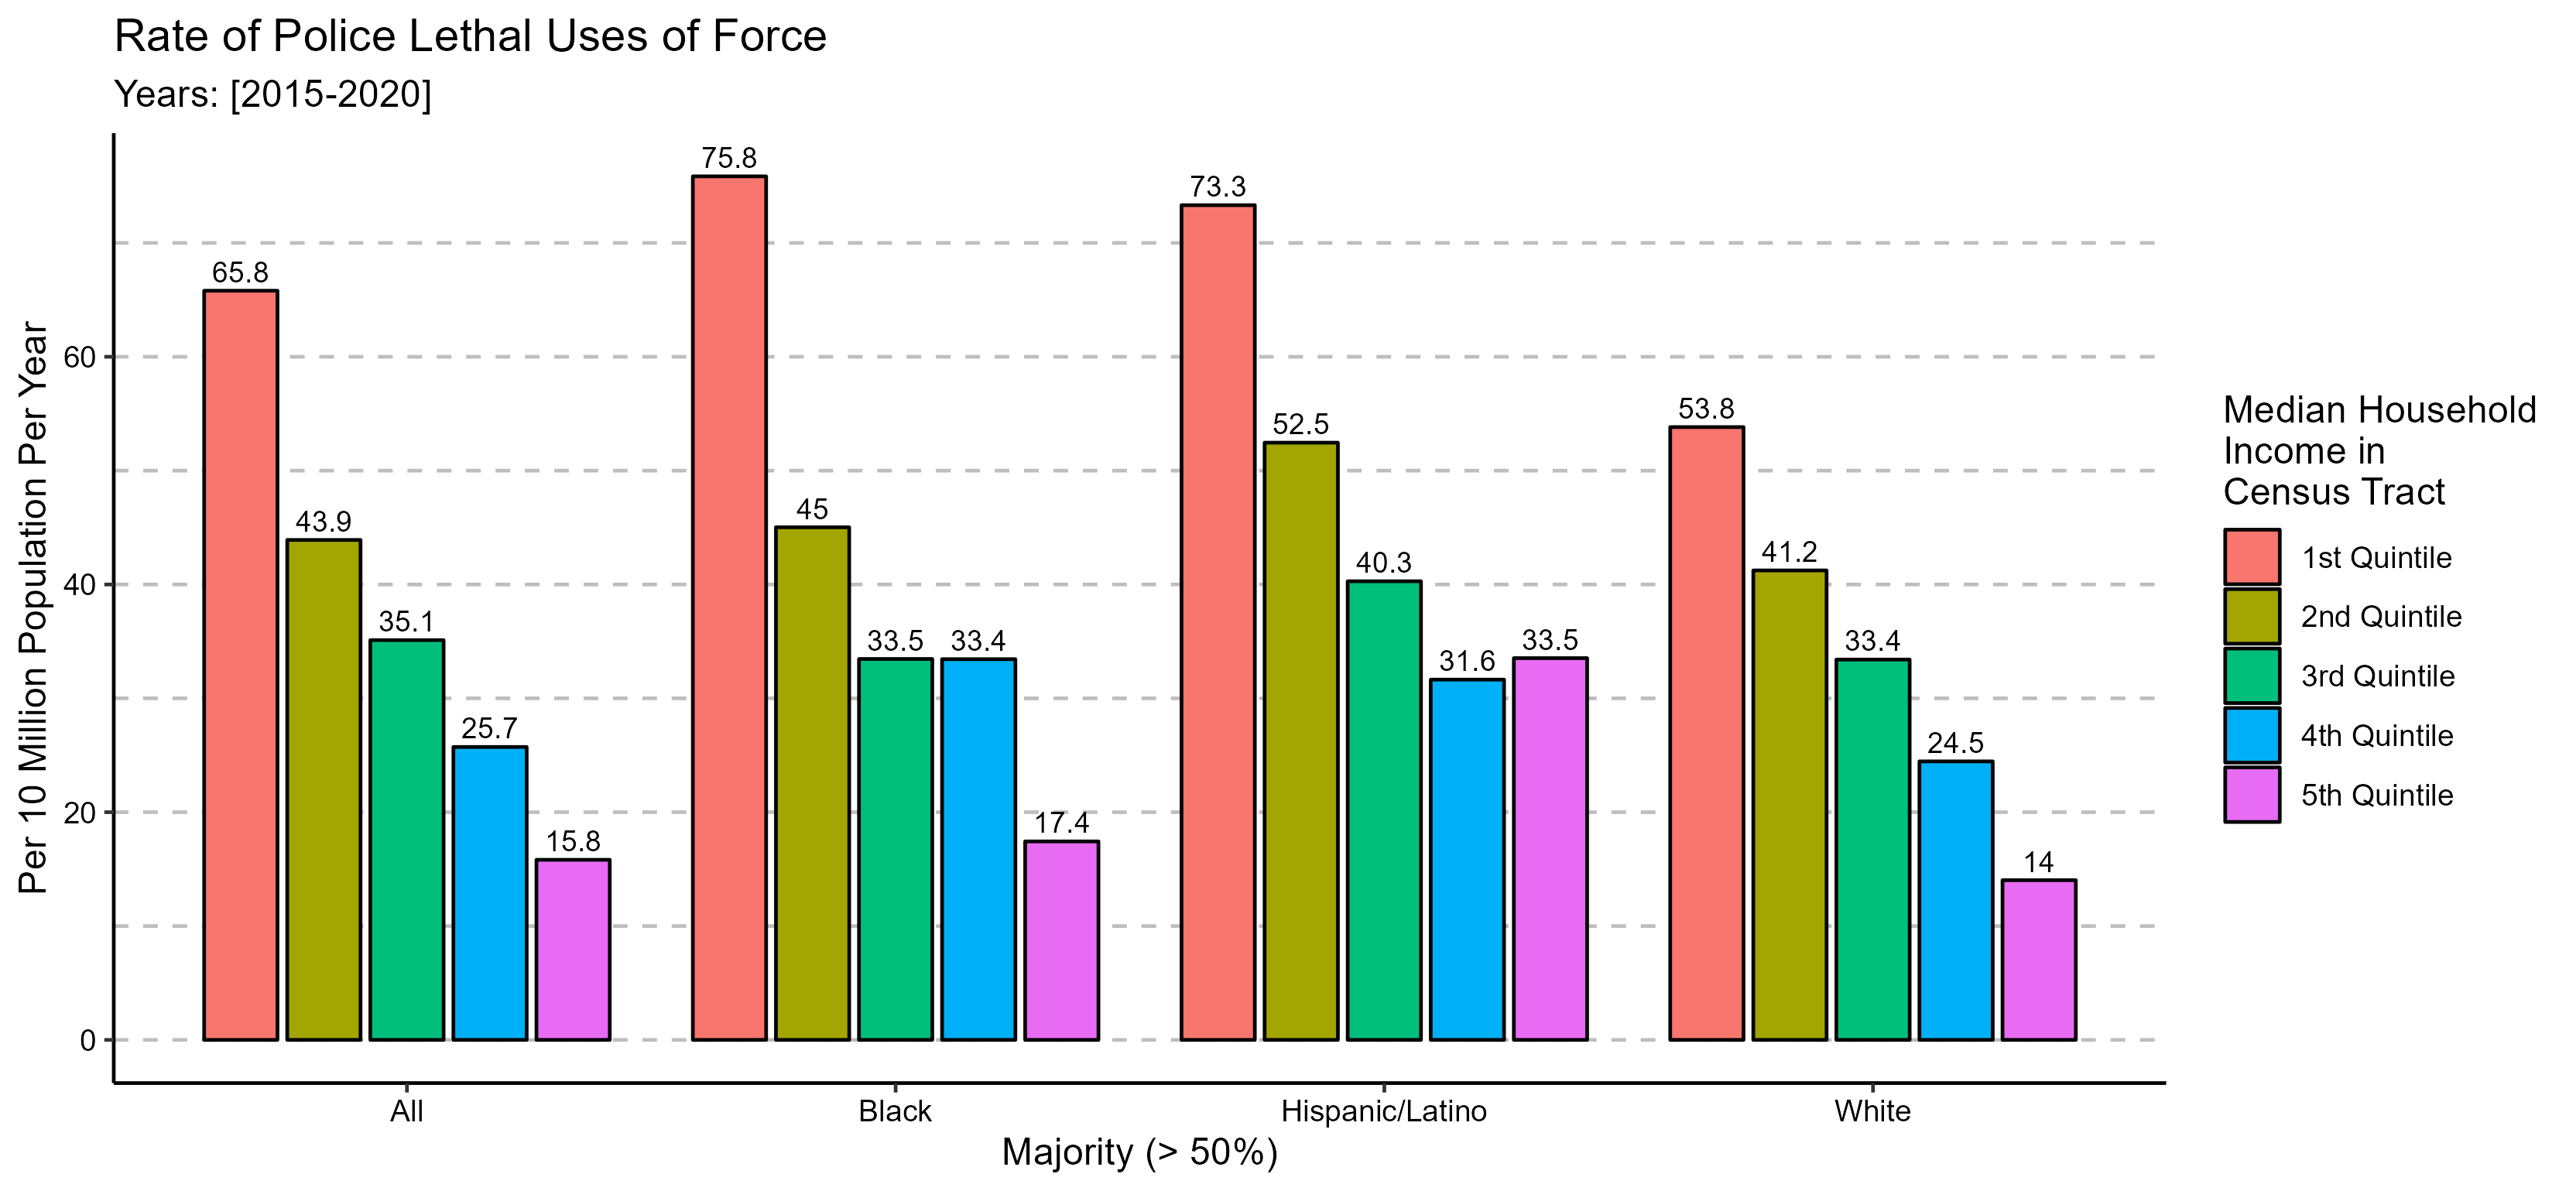 Rate of Police Lethal Uses of Force
Years: [2015-2020]
Per 10 Million Population Per Year
60
40
20
0
65.8
43.9
35.1
25.7
15.8
75.8
45
33.5
33.4
17.4
73.3
52.5
40.3
31.6
33.5
53.8
41.2
33.4
24.5
14
All
Black
Hispanic/Latino
White
Majority (> 50%)
Median Household
Income in
Census Tract
1st Quintile
2nd Quintile
3rd Quintile
4th Quintile
5th Quintile